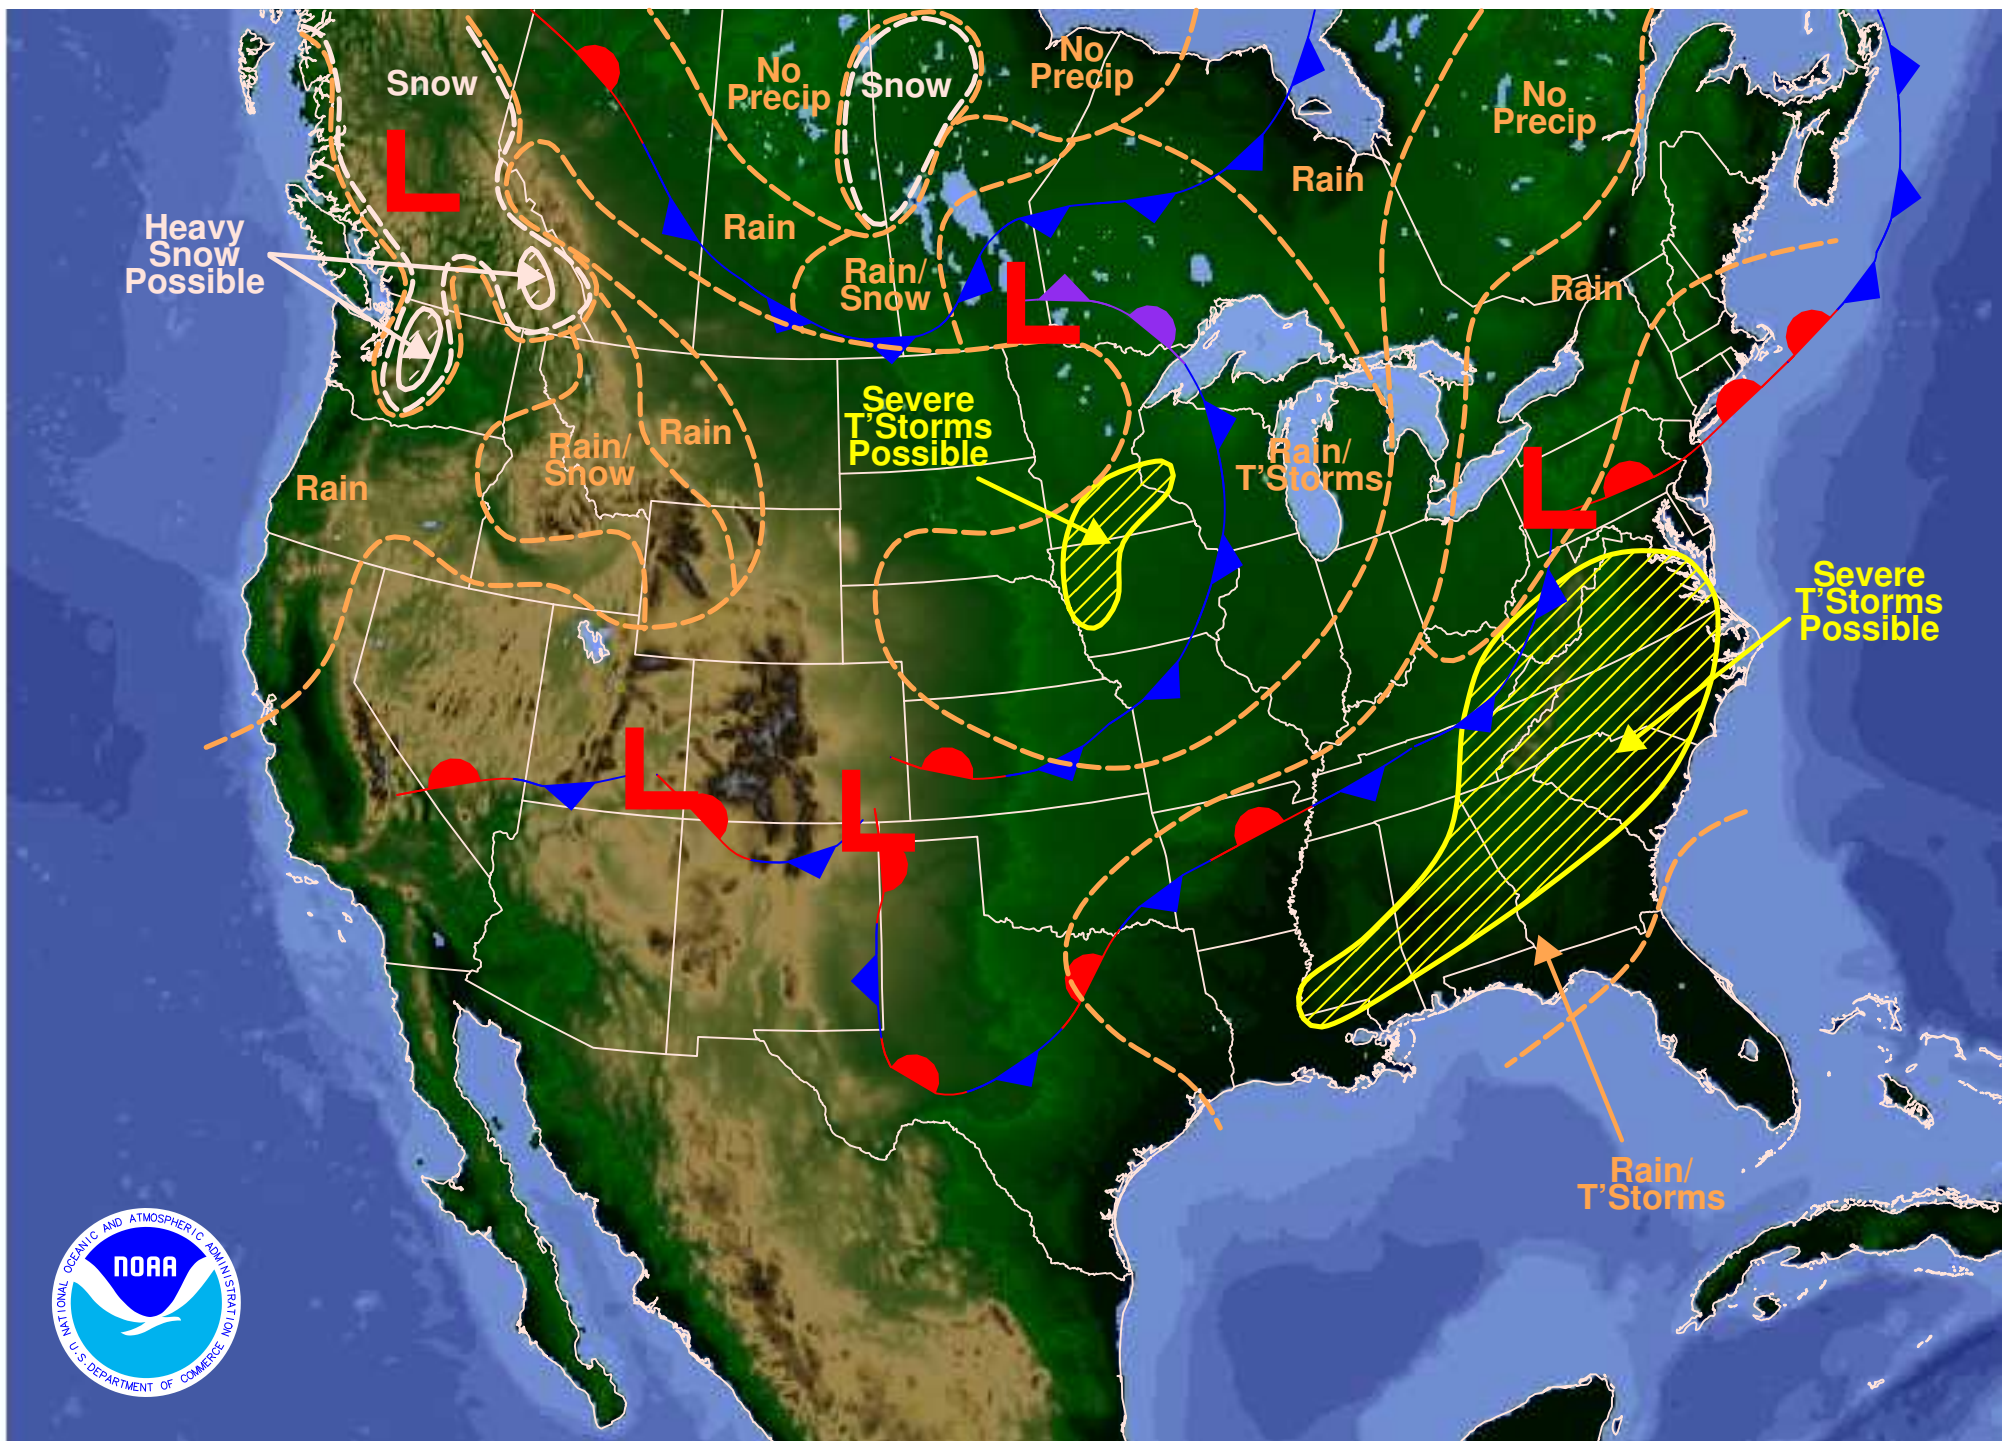 Snow
No
Precip
Snow
No
Precip
No
Precip
Rain
Heavy
Snow
Possible
Rain
Rain/
Snow
Rain
L
L
Severe
T'Storms
Possible
Rain/
Snow
Rain
Rain/
T'Storms
Rain
L
Severe
T'Storms
Possible
L
L
Rain/
T'Storms
NATIONAL OCEANIC AND ATMOSPHERIC ADMINISTRATION
NOAA
U.S. DEPARTMENT OF COMMERCE